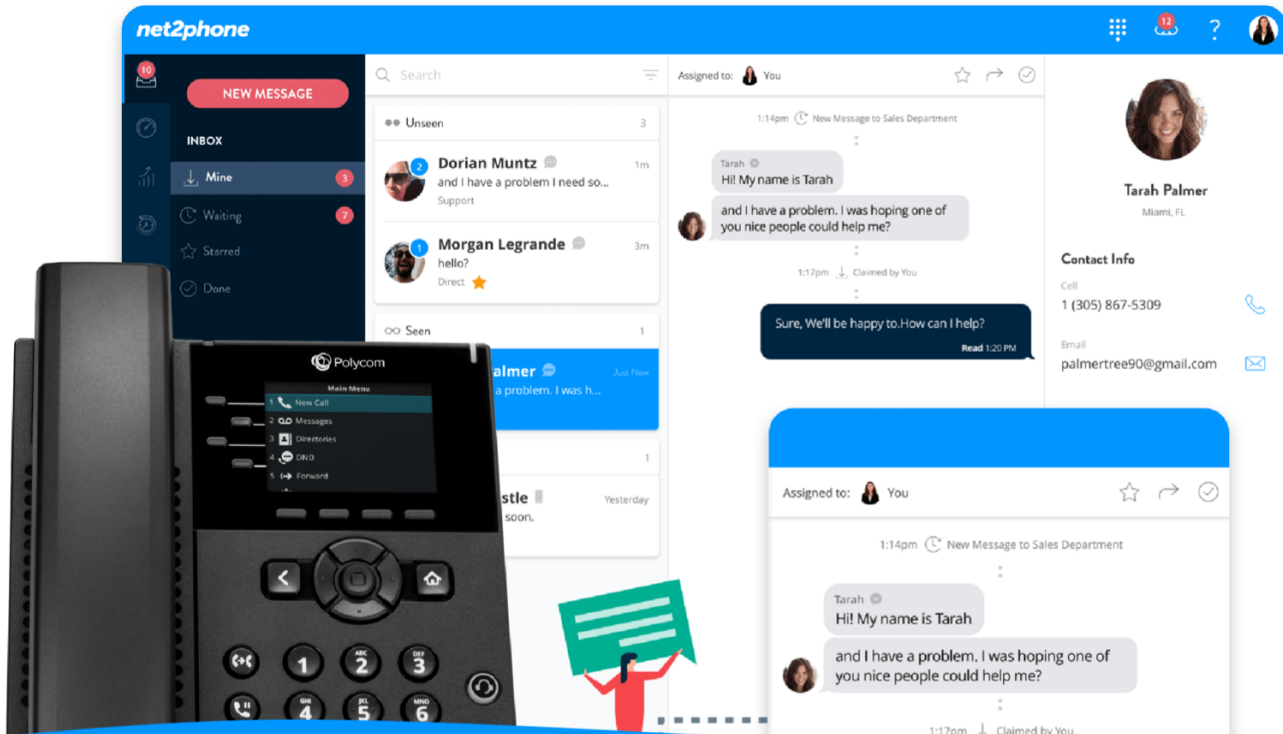 net2phone
12
?
10
NEW MESSAGE
INBOX
Mine
3
Waiting
7
Starred
Done
Search
Unseen
3
2
Dorian Muntz
1m
and I have a problem I need so...
Support
1
Morgan Legrande
3m
hello?
Direct
Seen
1
almer
Just Now
a problem. I was h...
1
stle
Yesterday
soon.
Assigned to:
You
1:14pm
New Message to Sales Department
Tarah
Hi! My name is Tarah
and I have a problem. I was hoping one of
you nice people could help me?
1:17pm
Claimed by You
Sure, We'll be happy to.How can I help?
Read 1:20 PM
Tarah Palmer
Miami, FL
Contact Info
Cell
1 (305) 867-5309
Email
palmertree90@gmail.com
Polycom
Main Menu
1 New Call
2 Messages
3 Directories
4 DND
5 Forward
1
ABC
2
DEF
3
GHI
4
JKL
5
MNO
6
Assigned to:
You
1:14pm
New Message to Sales Department
Tarah
Hi! My name is Tarah
and I have a problem. I was hoping one of
you nice people could help me?
1:17pm
Claimed by You